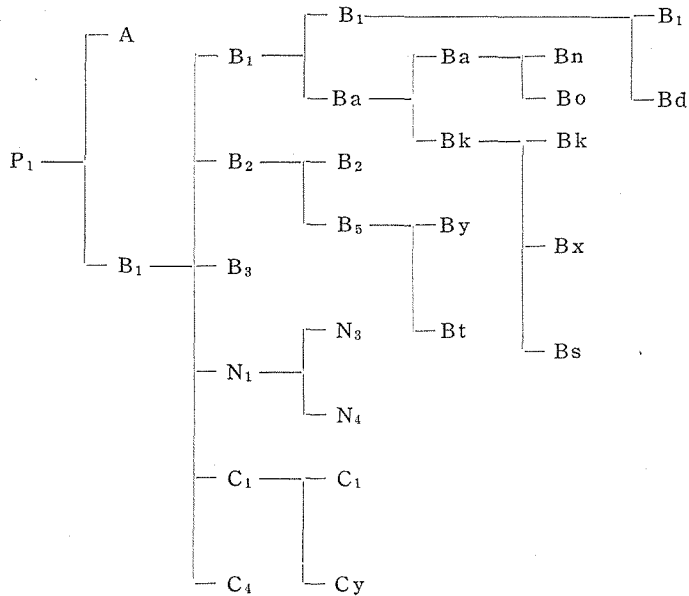 B₁ B₁
A
B₁ Ba Bn
Ba Bo Bd
Bk Bk
P₁ B₂ B₂
B₅ By
Bx
B₁ B₃
N₃ Bt
Bs
N₁
N₄
C₁ C₁
C₄ Cy